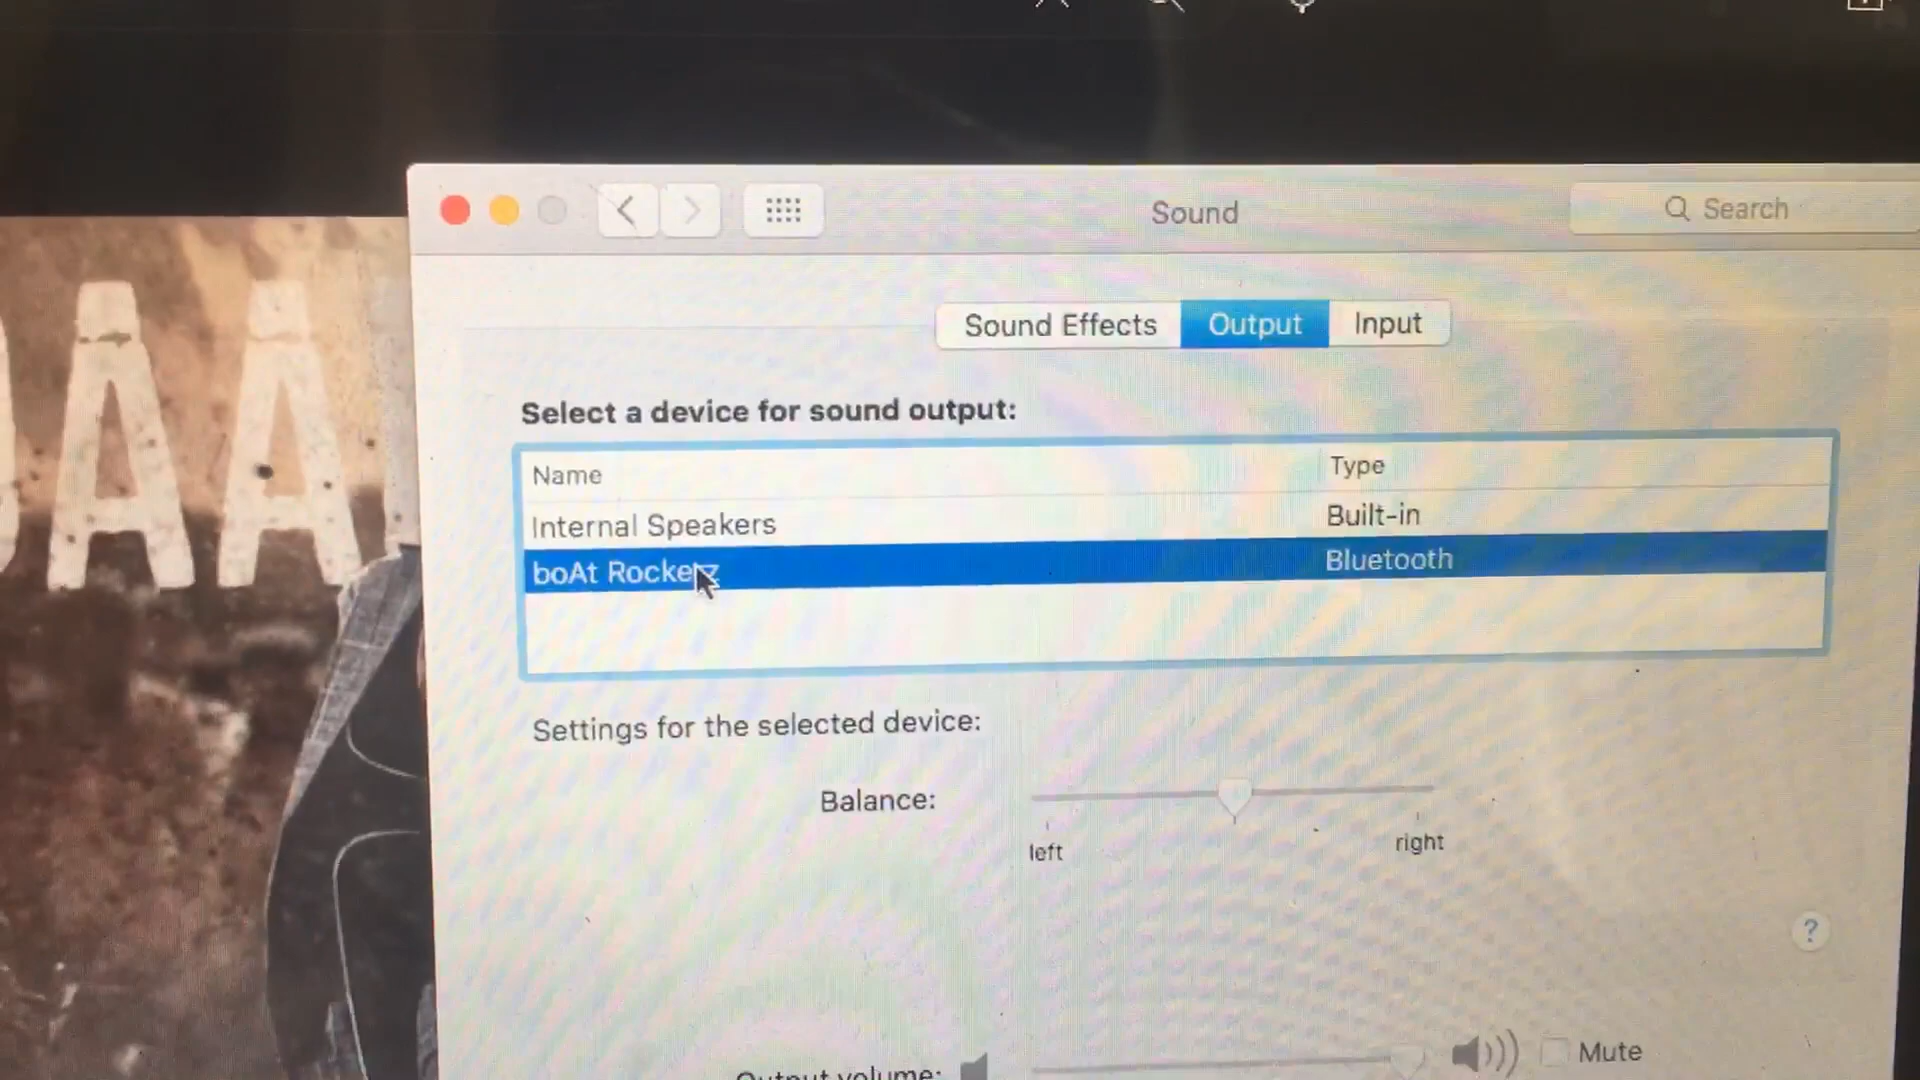 AA
Sound
Search
Sound Effects Output Input
Select a device for sound output:
Name Type
Internal Speakers Built-in
boAt Rockerz Bluetooth
Settings for the selected device:
Balance:
left right
?
Output volume: Mute